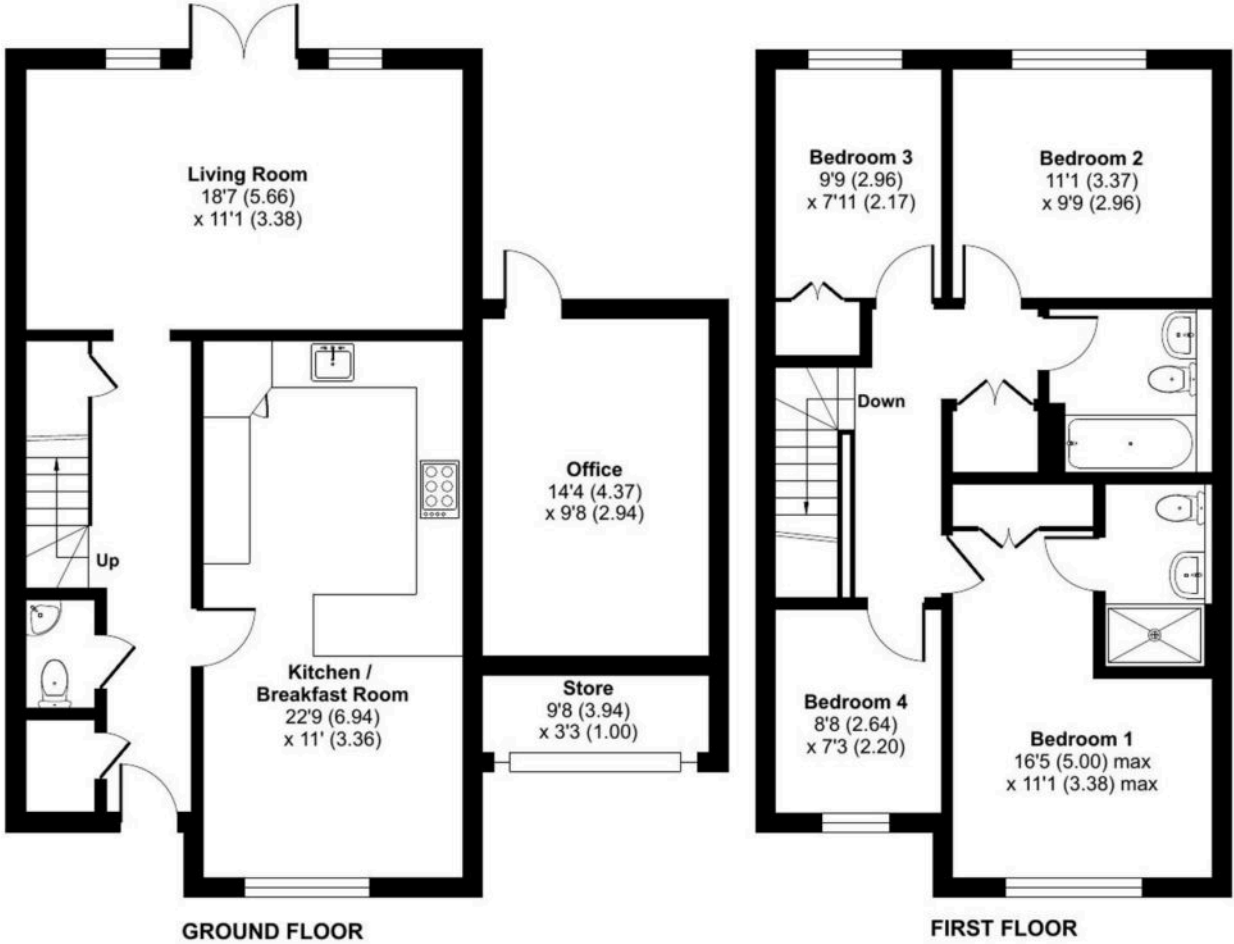 Living Room
18'7 (5.66)
x 11'1 (3.38)
Up
Kitchen /
Breakfast Room
22'9 (6.94)
x 11' (3.36)
Office
14'4 (4.37)
x 9'8 (2.94)
Store
9'8 (3.94)
x 3'3 (1.00)
GROUND FLOOR
Bedroom 3
9'9 (2.96)
x 7'11 (2.17)
Bedroom 2
11'1 (3.37)
x 9'9 (2.96)
Down
Bedroom 4
8'8 (2.64)
x 7'3 (2.20)
Bedroom 1
16'5 (5.00) max
x 11'1 (3.38) max
FIRST FLOOR